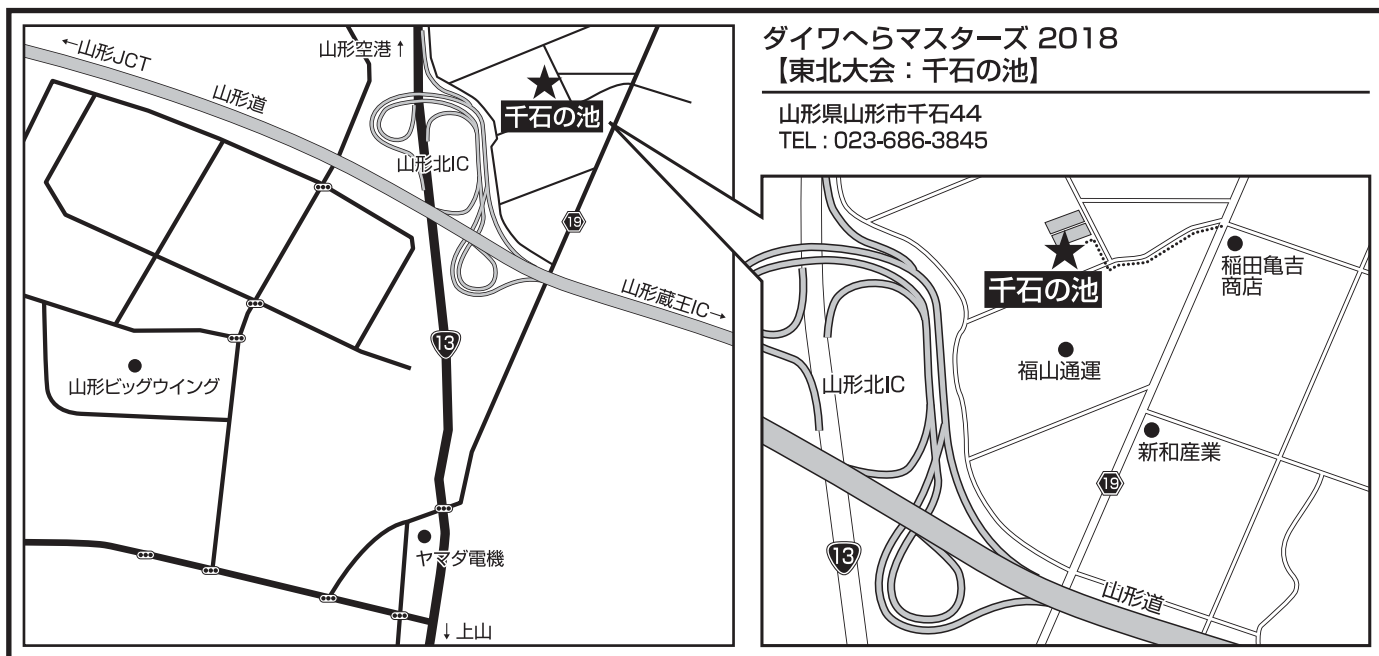 ダイワへらマスターズ 2018
【東北大会：千石の池】
山形県山形市千石44
TEL : 023-686-3845
←山形JCT
山形空港↑
山形道
千石の池
山形北IC
19
山形蔵王IC→
13
山形ビッグウイング
ヤマダ電機
↓上山
千石の池
稲田亀吉
商店
福山通運
山形北IC
新和産業
19
13
山形道